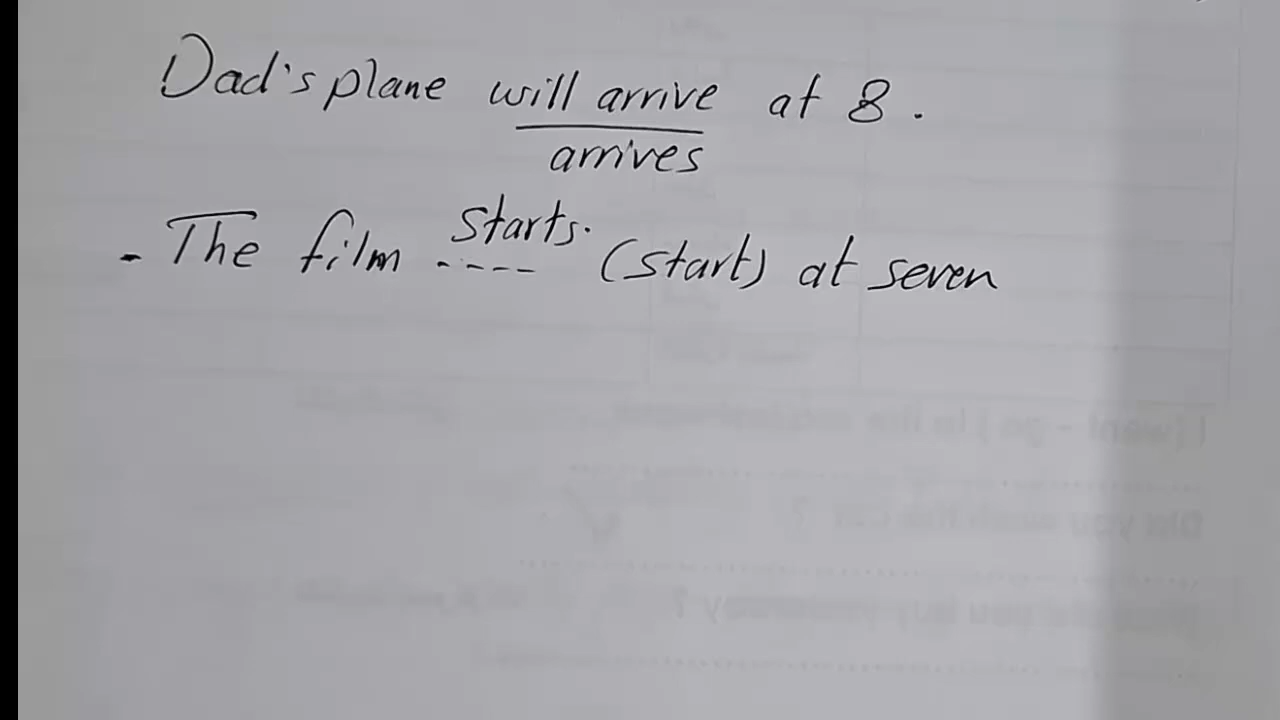 Dad's plane will arrive at 8.
arrives
- The film starts. (start) at seven
----